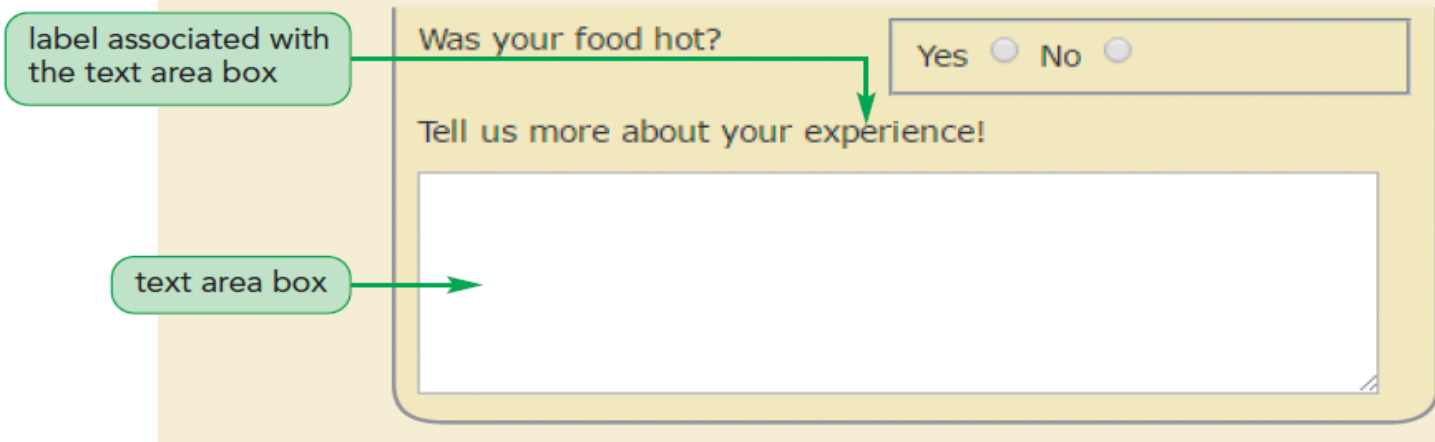 label associated with
the text area box
Was your food hot?
Yes No
Tell us more about your experience!
text area box